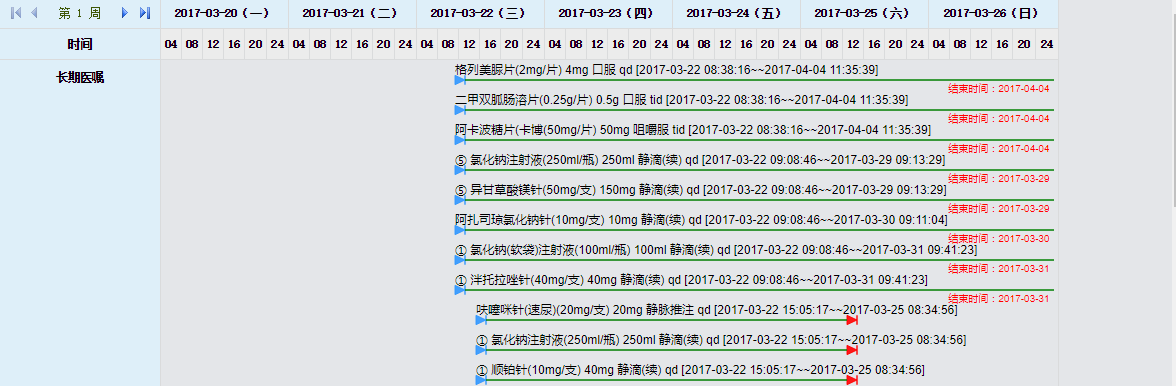 第 1 周 2017-03-20（一） 2017-03-21（二） 2017-03-22（三） 2017-03-23（四） 2017-03-24（五） 2017-03-25（六） 2017-03-26（日）
时间 04 08 12 16 20 24 04 08 12 16 20 24 04 08 12 16 20 24 04 08 12 16 20 24 04 08 12 16 20 24 04 08 12 16 20 24 04 08 12 16 20 24
长期医嘱
格列美脲片(2mg/片) 4mg 口服 qd [2017-03-22 08:38:16~~2017-04-04 11:35:39]
结束时间：2017-04-04
二甲双胍肠溶片(0.25g/片) 0.5g 口服 tid [2017-03-22 08:38:16~~2017-04-04 11:35:39]
结束时间：2017-04-04
阿卡波糖片(卡博(50mg/片) 50mg 咀嚼服 tid [2017-03-22 08:38:16~~2017-04-04 11:35:39]
结束时间：2017-04-04
⑤ 氯化钠注射液(250ml/瓶) 250ml 静滴(续) qd [2017-03-22 09:08:46~~2017-03-29 09:13:29]
结束时间：2017-03-29
⑤ 异甘草酸镁针(50mg/支) 150mg 静滴(续) qd [2017-03-22 09:08:46~~2017-03-29 09:13:29]
结束时间：2017-03-29
阿扎司琼氯化钠针(10mg/支) 10mg 静滴(续) qd [2017-03-22 09:08:46~~2017-03-30 09:11:04]
结束时间：2017-03-30
① 氯化钠(软袋)注射液(100ml/瓶) 100ml 静滴(续) qd [2017-03-22 09:08:46~~2017-03-31 09:41:23]
结束时间：2017-03-31
① 泮托拉唑针(40mg/支) 40mg 静滴(续) qd [2017-03-22 09:08:46~~2017-03-31 09:41:23]
结束时间：2017-03-31
呋噻咪针(速尿)(20mg/支) 20mg 静脉推注 qd [2017-03-22 15:05:17~~2017-03-25 08:34:56]
① 氯化钠注射液(250ml/瓶) 250ml 静滴(续) qd [2017-03-22 15:05:17~~2017-03-25 08:34:56]
① 顺铂针(10mg/支) 40mg 静滴(续) qd [2017-03-22 15:05:17~~2017-03-25 08:34:56]